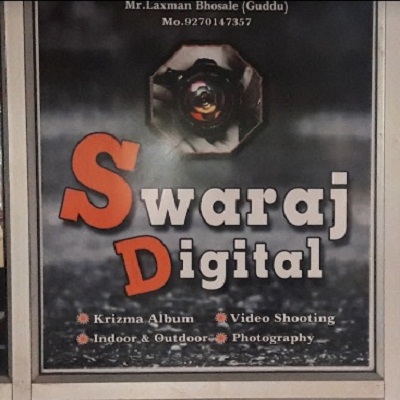 Mr.Laxman Bhosale (Guddu)
Mo.9270147357
Swaraj
Digital
Krizma Album
Video Shooting
Indoor & Outdoor
Photography